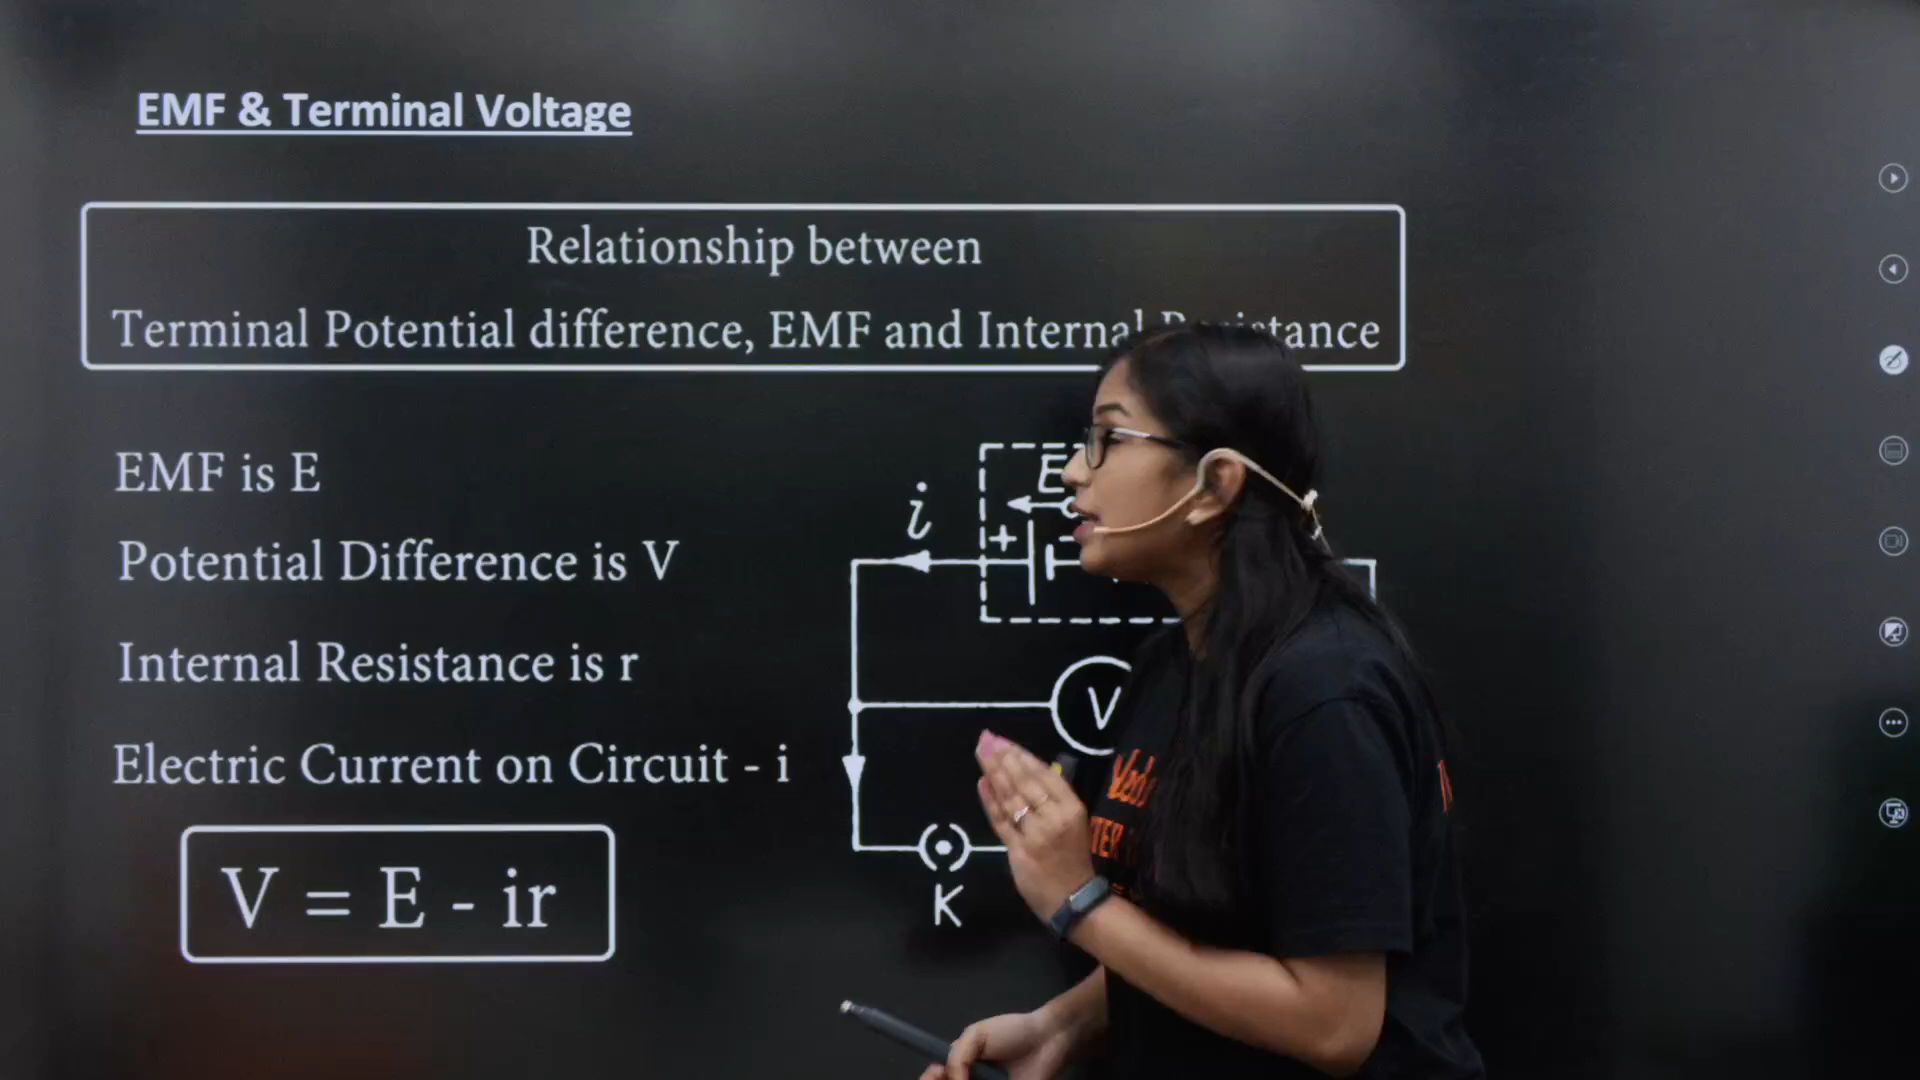 EMF & Terminal Voltage
Relationship between
Terminal Potential difference, EMF and Internal
EMF is E
Potential Difference is V
Internal Resistance is r
Electric Current on Circuit - i
V = E - ir
E
i
+ -
V
K